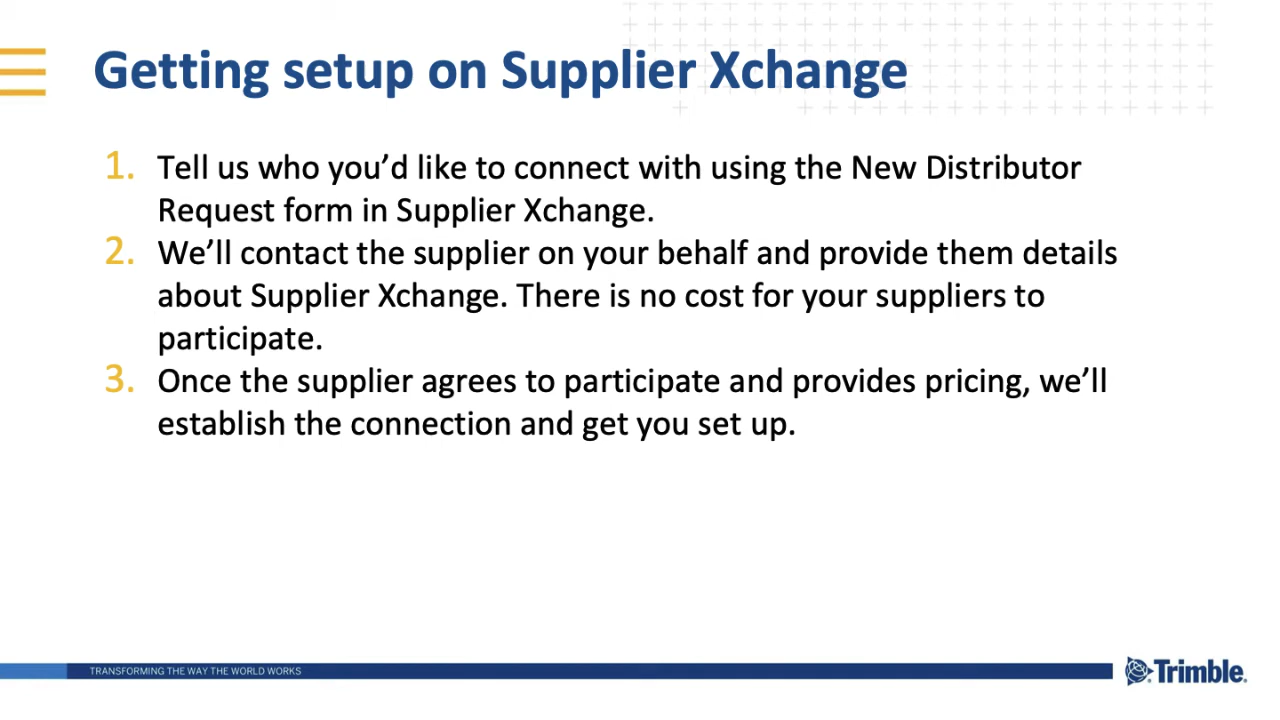 Getting setup on Supplier Xchange
1. Tell us who you’d like to connect with using the New Distributor
Request form in Supplier Xchange.
2. We’ll contact the supplier on your behalf and provide them details
about Supplier Xchange. There is no cost for your suppliers to
participate.
3. Once the supplier agrees to participate and provides pricing, we’ll
establish the connection and get you set up.
TRANSFORMING THE WAY THE WORLD WORKS
Trimble